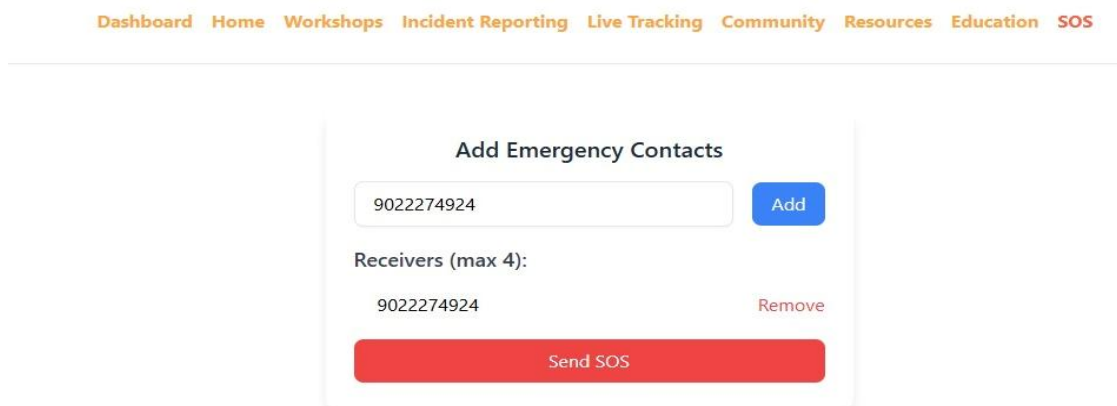 Dashboard Home Workshops Incident Reporting Live Tracking Community Resources Education SOS
Add Emergency Contacts
9022274924 Add
Receivers (max 4):
9022274924 Remove
Send SOS